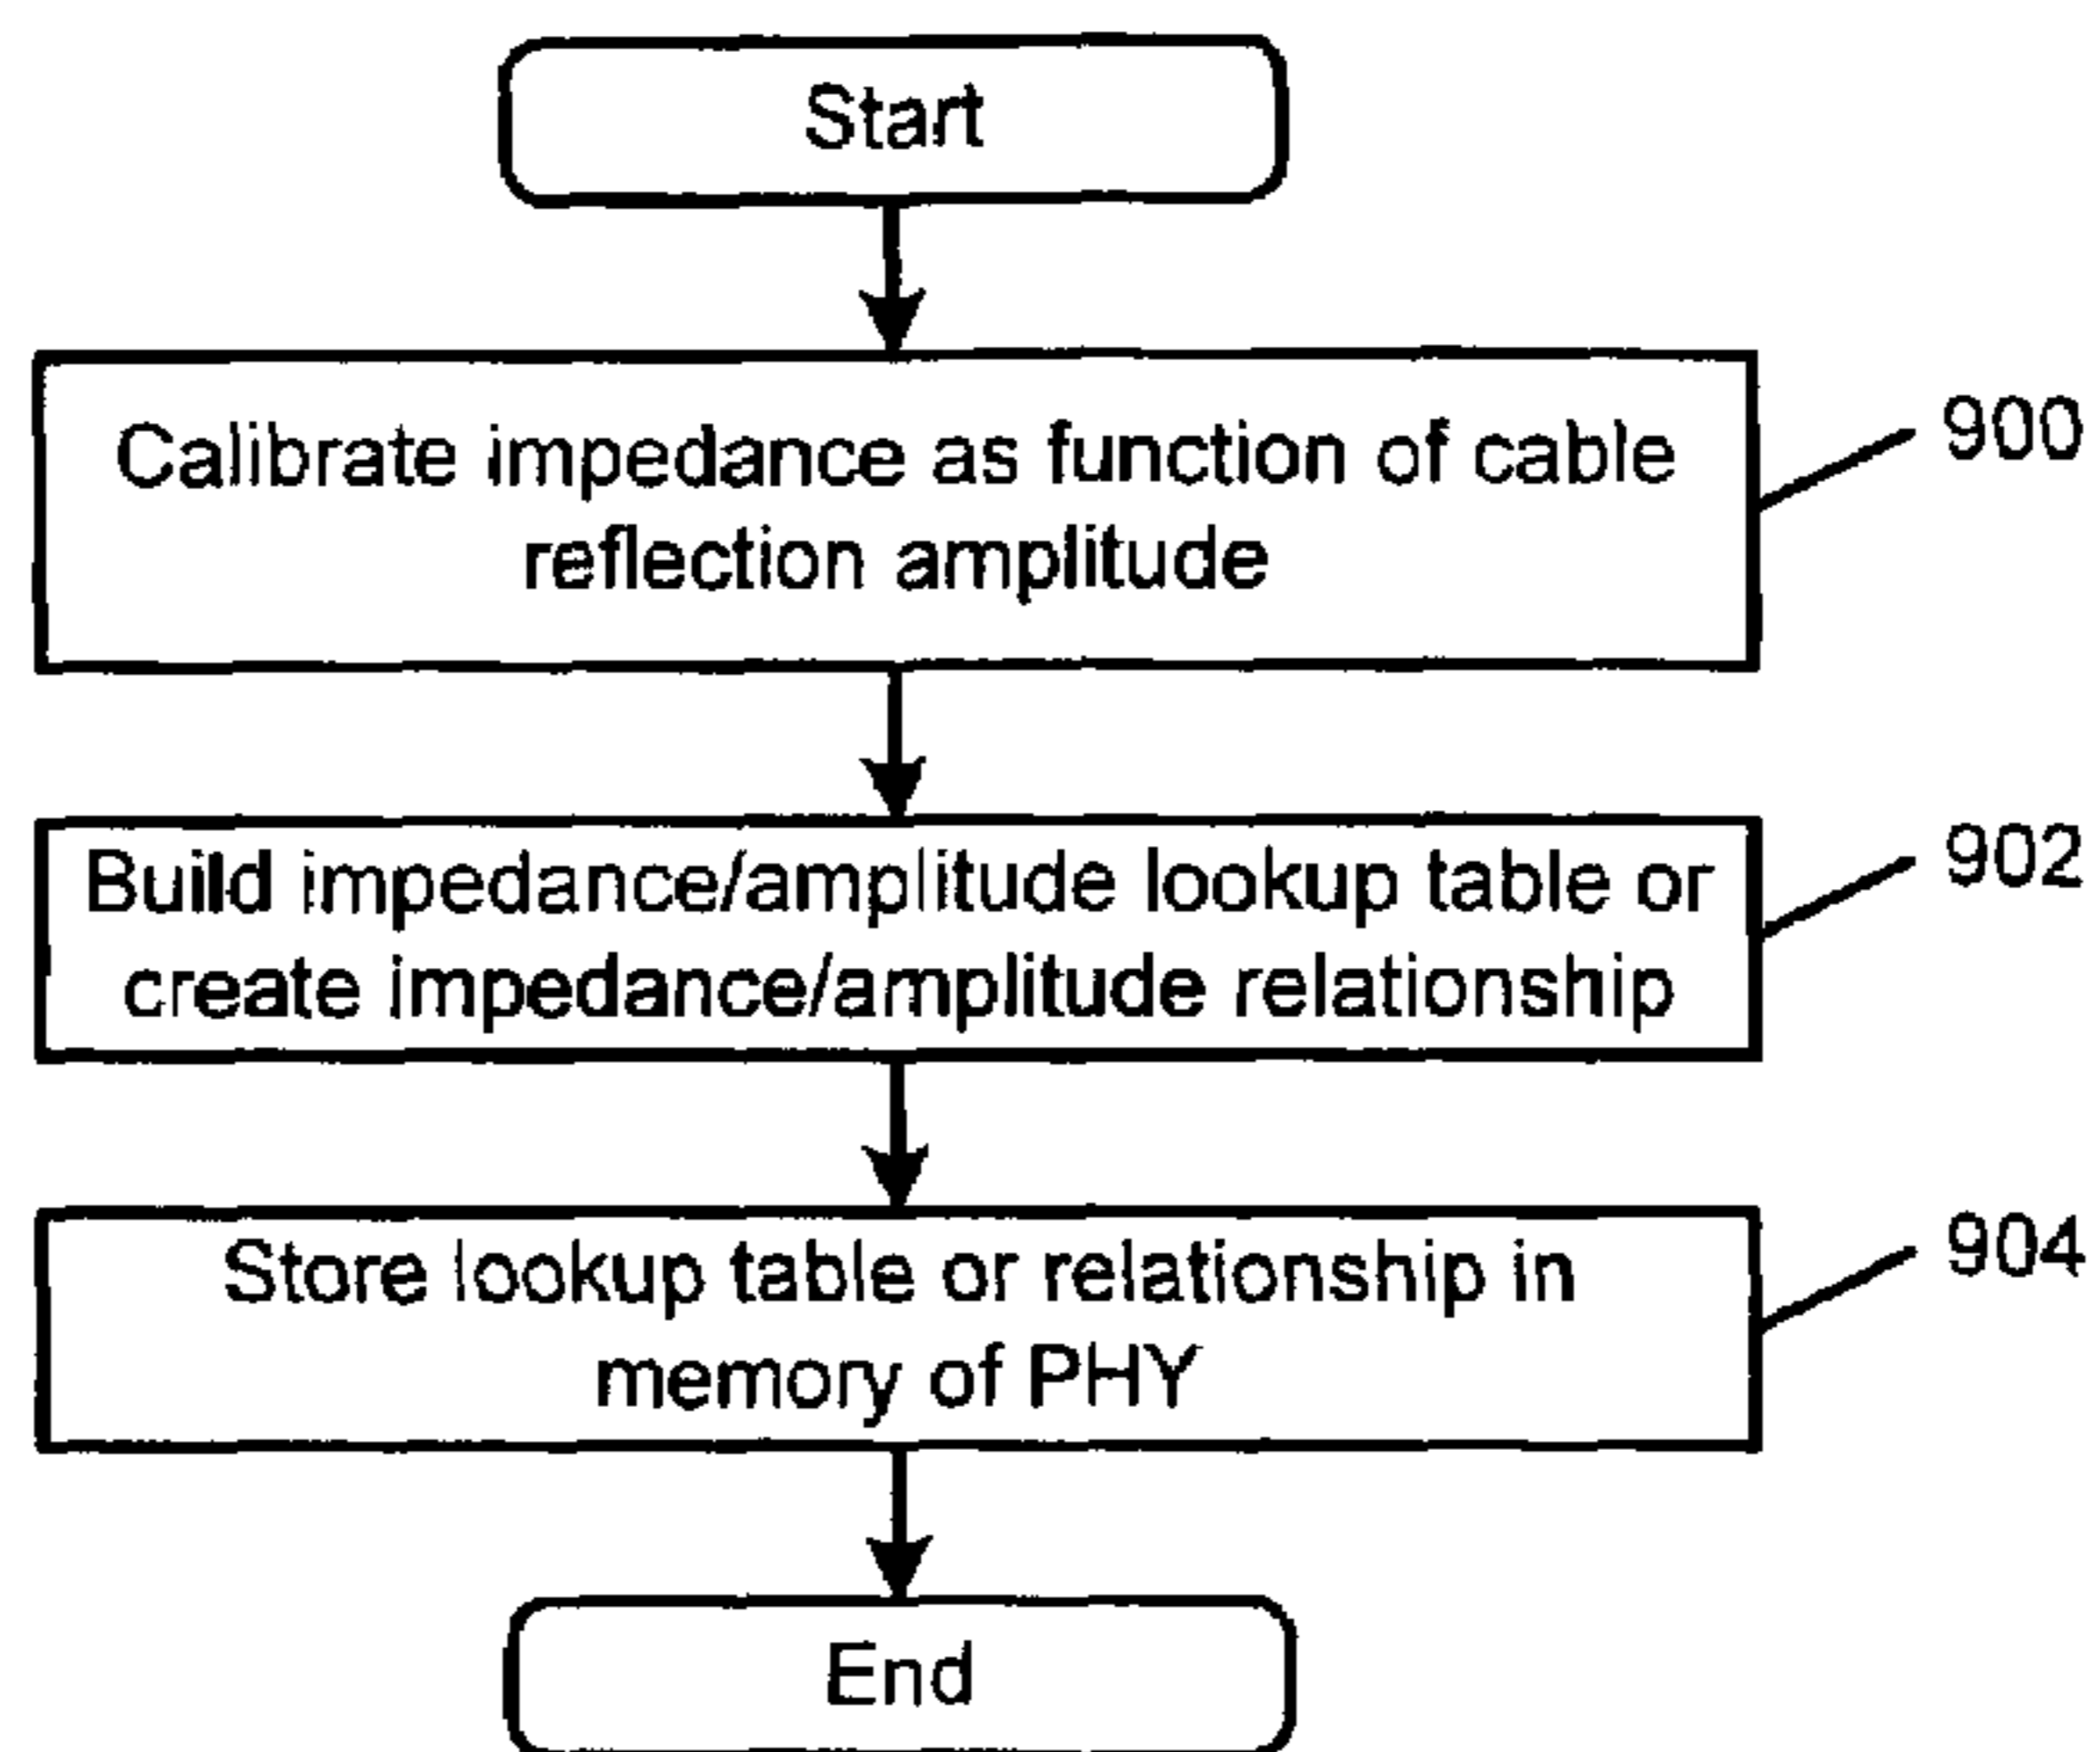 Start
Calibrate impedance as function of cable
reflection amplitude
900
Build impedance/amplitude lookup table or
create impedance/amplitude relationship
902
Store lookup table or relationship in
memory of PHY
904
End